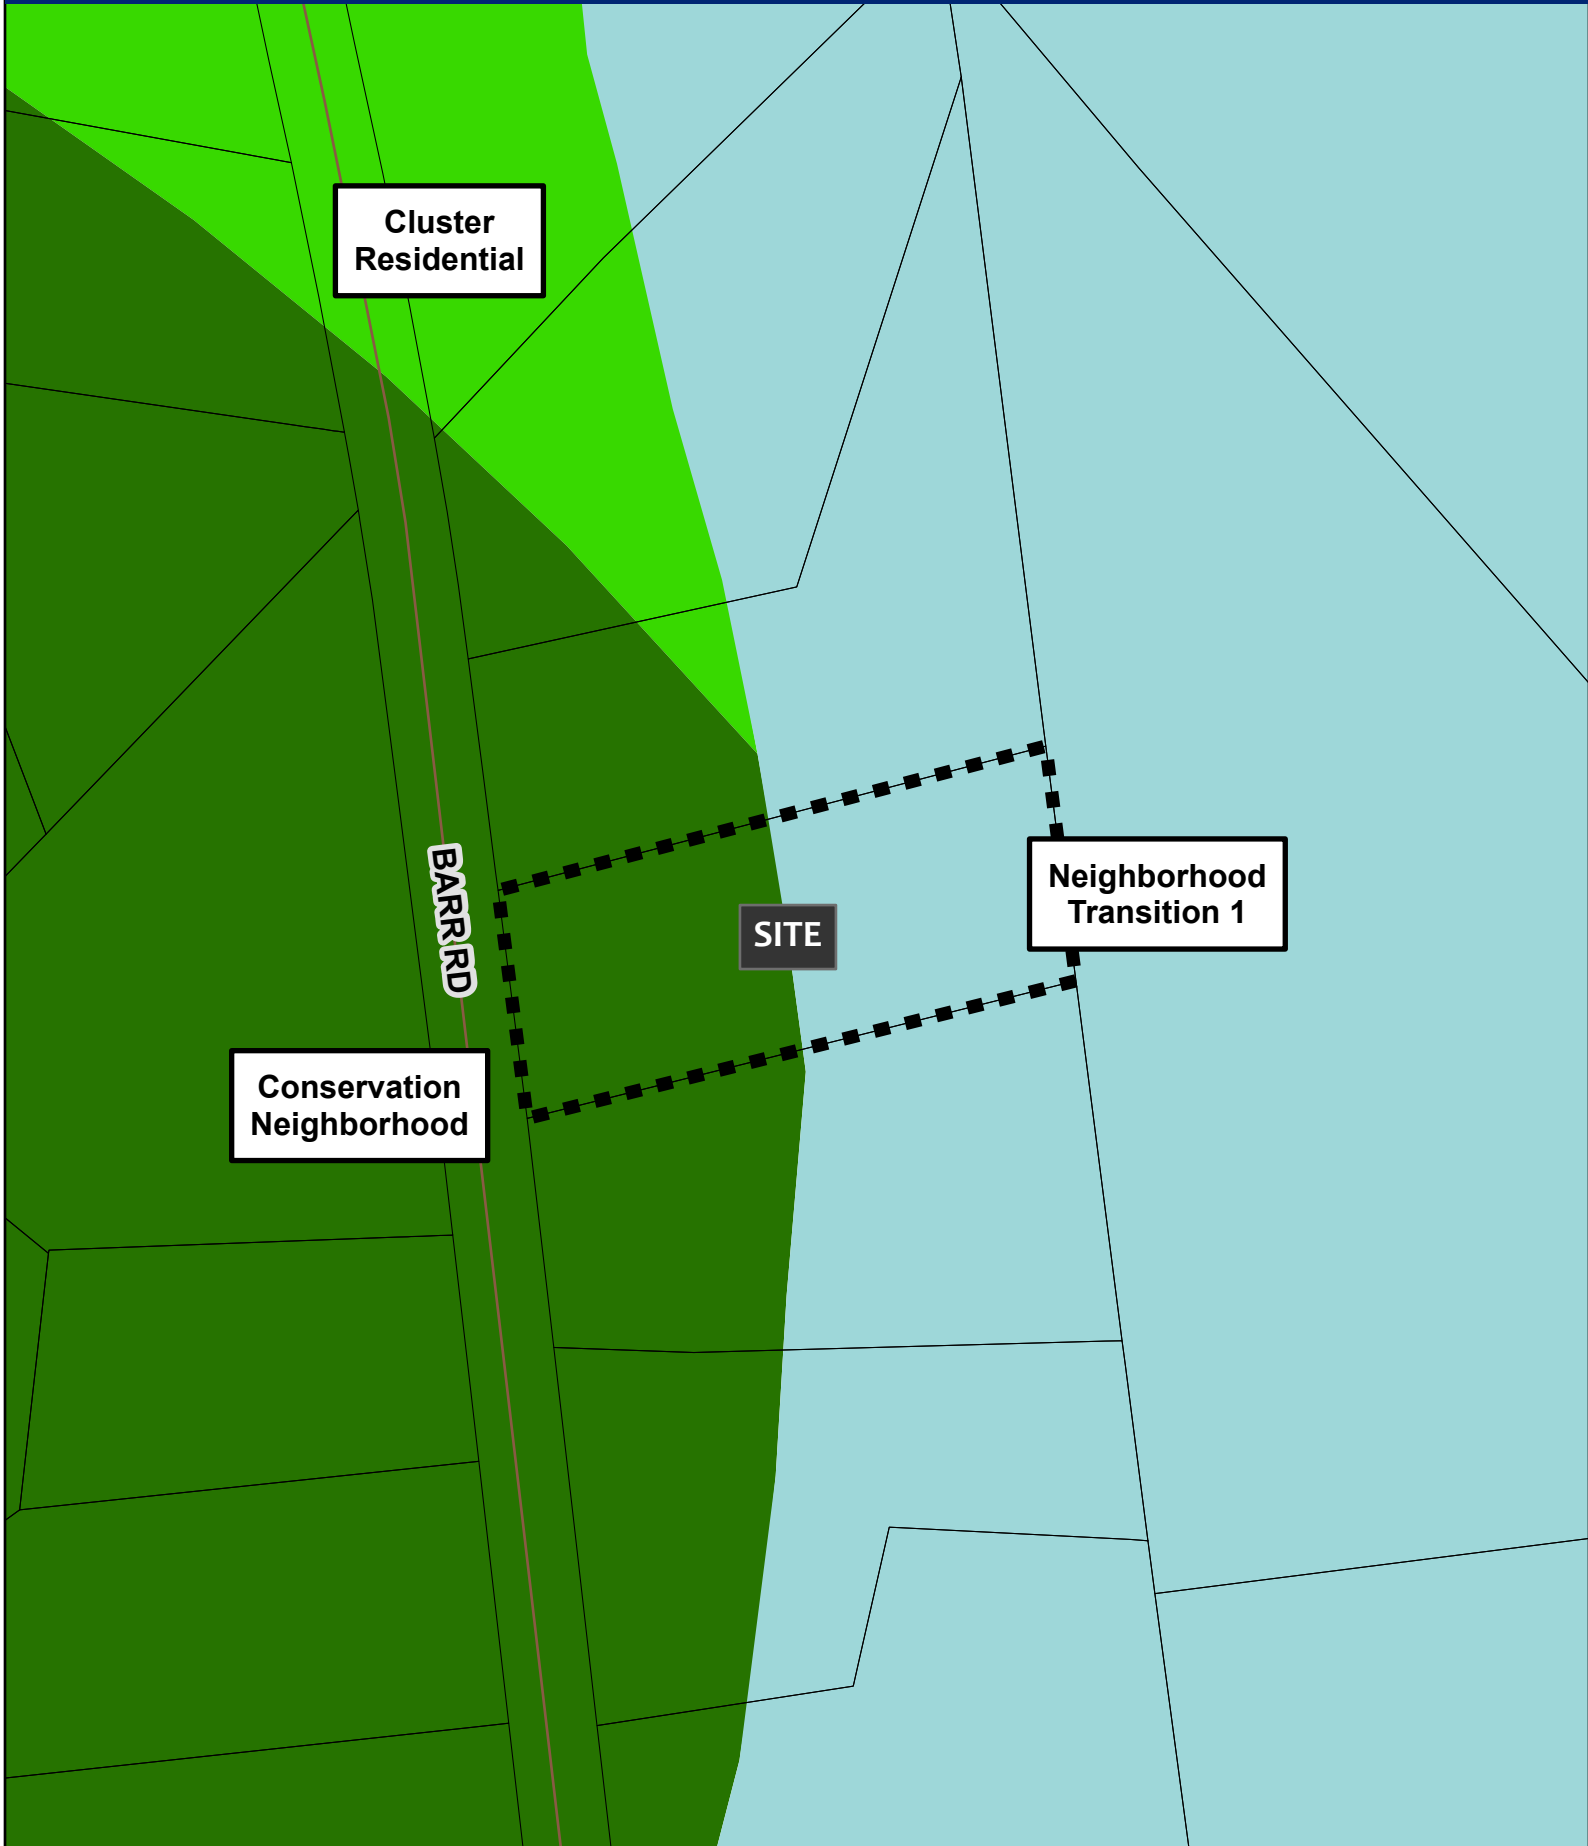 Cluster
Residential
Neighborhood
Transition 1
SITE
BARR RD
Conservation
Neighborhood